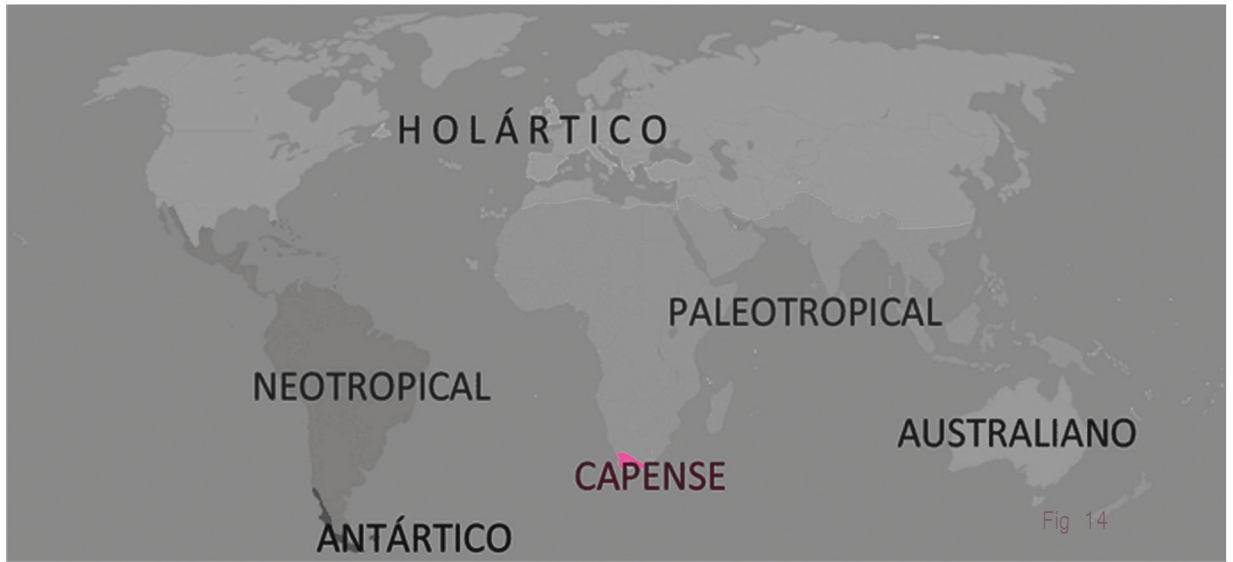 HOLÁRTICO
PALEOTROPICAL
NEOTROPICAL
AUSTRALIANO
CAPENSE
Fig 14
ANTÁRTICO